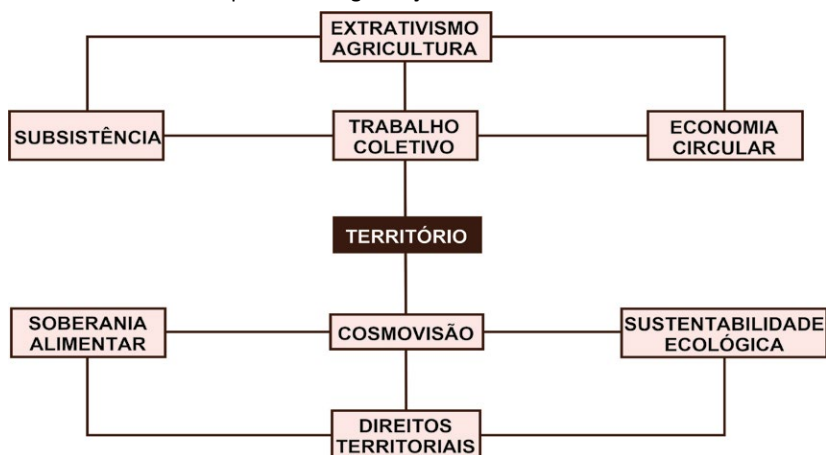 EXTRATIVISMO
AGRICULTURA
SUBSISTÊNCIA
TRABALHO
COLETIVO
ECONOMIA
CIRCULAR
TERRITÓRIO
SOBERANIA
ALIMENTAR
COSMOVISÃO
SUSTENTABILIDADE
ECOLÓGICA
DIREITOS
TERRITORIAIS